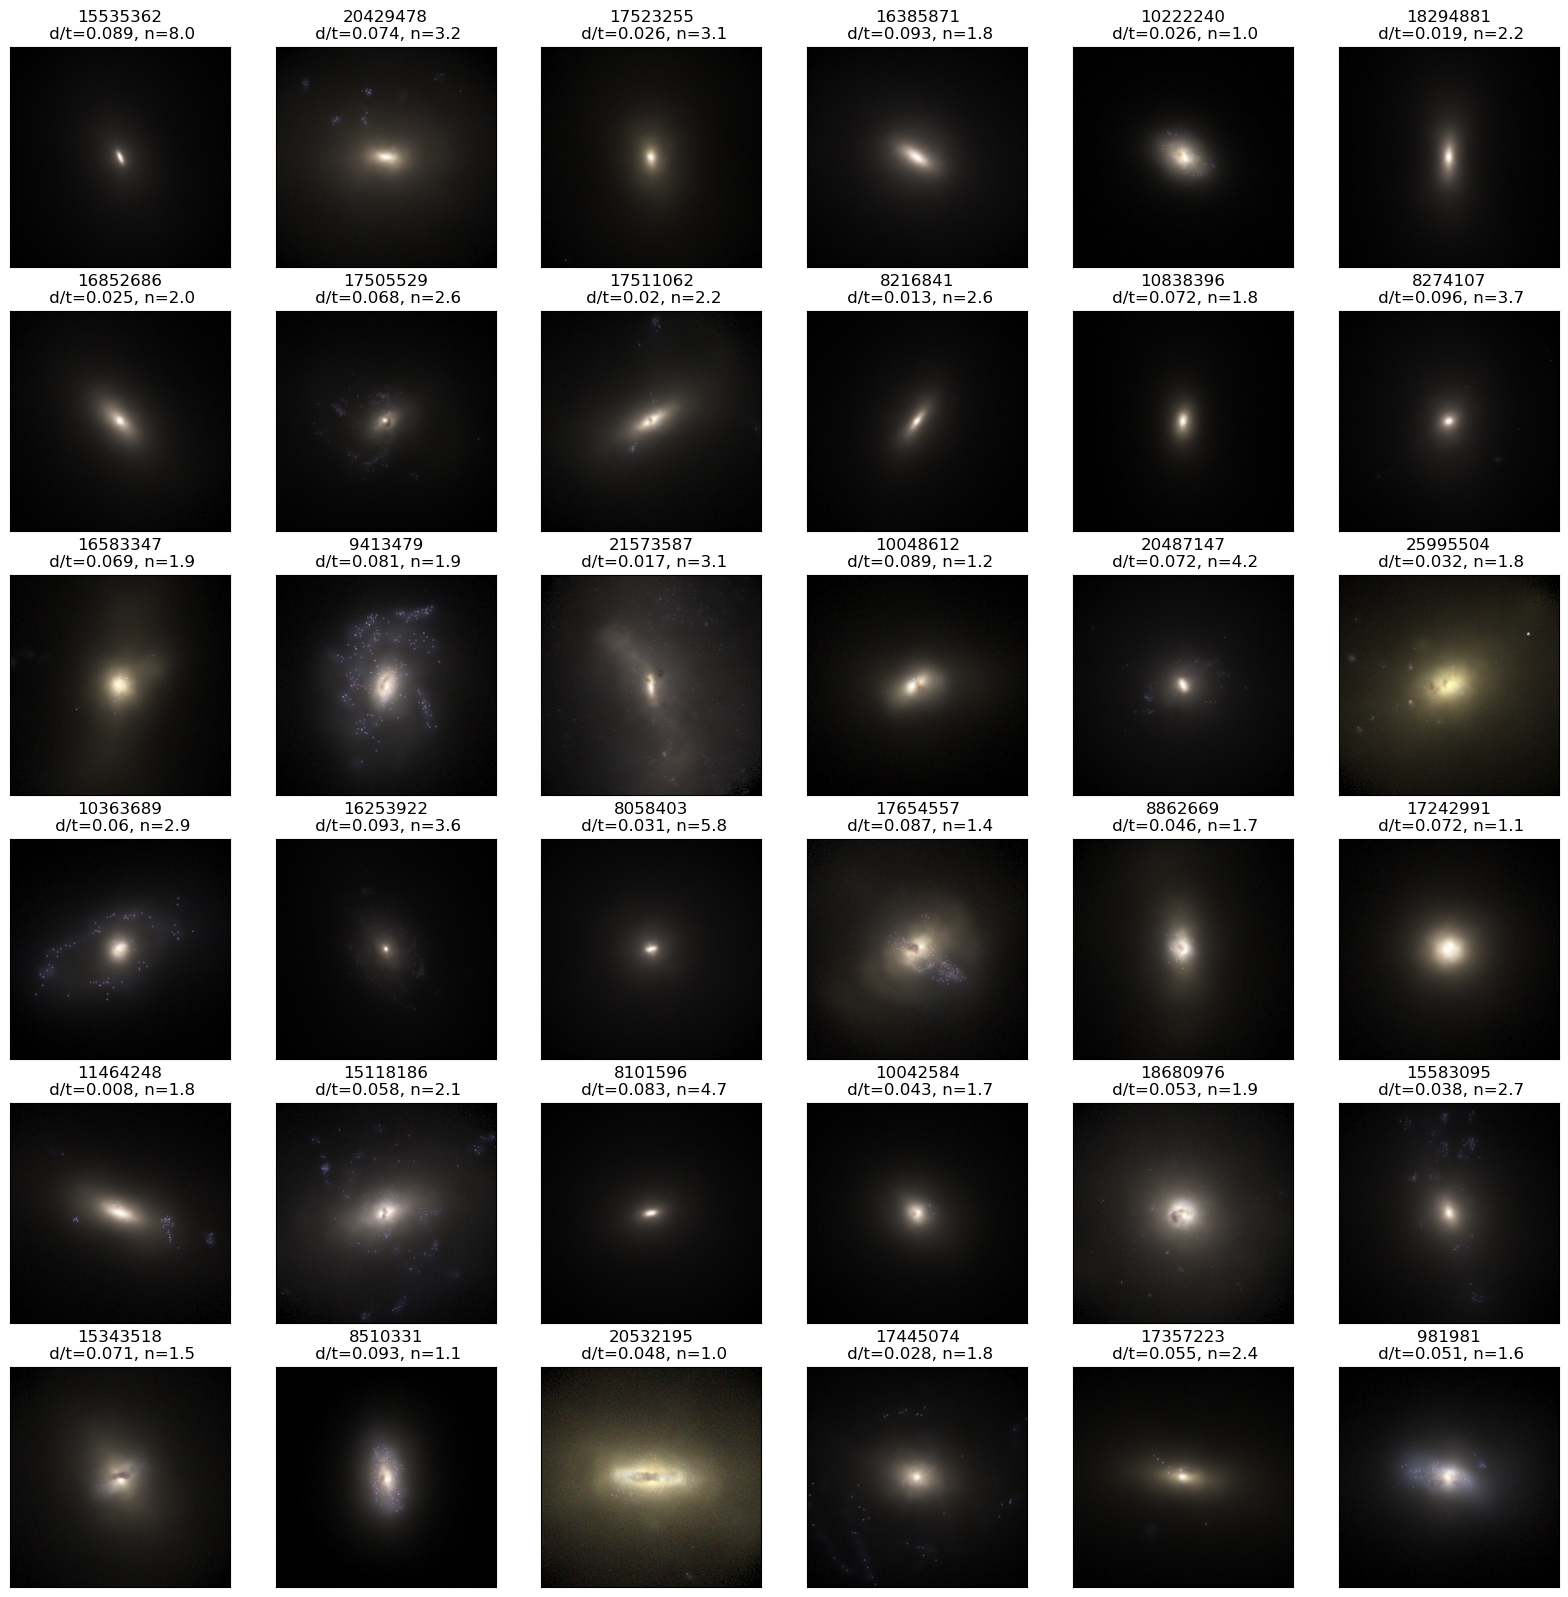 15535362
d/t=0.089, n=8.0
20429478
d/t=0.074, n=3.2
17523255
d/t=0.026, n=3.1
16385871
d/t=0.093, n=1.8
10222240
d/t=0.026, n=1.0
18294881
d/t=0.019, n=2.2
16852686
d/t=0.025, n=2.0
17505529
d/t=0.068, n=2.6
17511062
d/t=0.02, n=2.2
8216841
d/t=0.013, n=2.6
10838396
d/t=0.072, n=1.8
8274107
d/t=0.096, n=3.7
16583347
d/t=0.069, n=1.9
9413479
d/t=0.081, n=1.9
21573587
d/t=0.017, n=3.1
10048612
d/t=0.089, n=1.2
20487147
d/t=0.072, n=4.2
25995504
d/t=0.032, n=1.8
10363689
d/t=0.06, n=2.9
16253922
d/t=0.093, n=3.6
8058403
d/t=0.031, n=5.8
17654557
d/t=0.087, n=1.4
8862669
d/t=0.046, n=1.7
17242991
d/t=0.072, n=1.1
11464248
d/t=0.008, n=1.8
15118186
d/t=0.058, n=2.1
8101596
d/t=0.083, n=4.7
10042584
d/t=0.043, n=1.7
18680976
d/t=0.053, n=1.9
15583095
d/t=0.038, n=2.7
15343518
d/t=0.071, n=1.5
8510331
d/t=0.093, n=1.1
20532195
d/t=0.048, n=1.0
17445074
d/t=0.028, n=1.8
17357223
d/t=0.055, n=2.4
981981
d/t=0.051, n=1.6